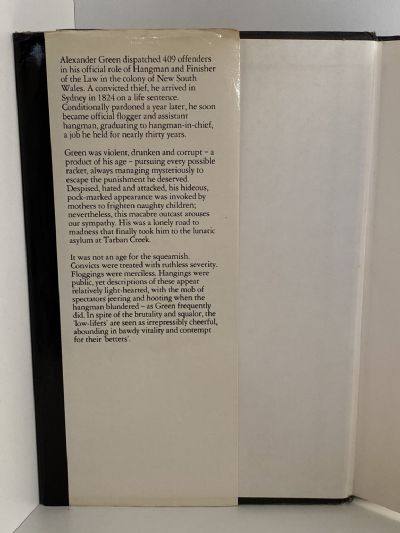 Alexander Green dispatched 409 offenders
in his official role of Hangman and Finisher
of the Law in the colony of New South
Wales. A convicted thief, he arrived in
Sydney in 1824 on a life sentence.
Conditionally pardoned a year later, he soon
became official flogger and assistant
hangman, graduating to hangman-in-chief,
a job he held for nearly thirty years.
Green was violent, drunken and corrupt – a
product of his age – pursuing every possible
racket, always managing mysteriously to
escape the punishment he deserved.
Despised, hated and attacked, his hideous,
pock-marked appearance was invoked by
mothers to frighten naughty children;
nevertheless, this macabre outcast arouses
our sympathy. His was a lonely road to
madness that finally took him to the lunatic
asylum at Tarban Creek.
It was not an age for the squeamish.
Convicts were treated with ruthless severity.
Floggings were merciless. Hangings were
public, yet descriptions of these appear
relatively light-hearted, with the mob of
spectators jeering and hooting when the
hangman blundered – as Green frequently
did. In spite of the brutality and squalor, the
'low-lifers' are seen as irrepressibly cheerful,
abounding in bawdy vitality and contempt
for their 'betters'.